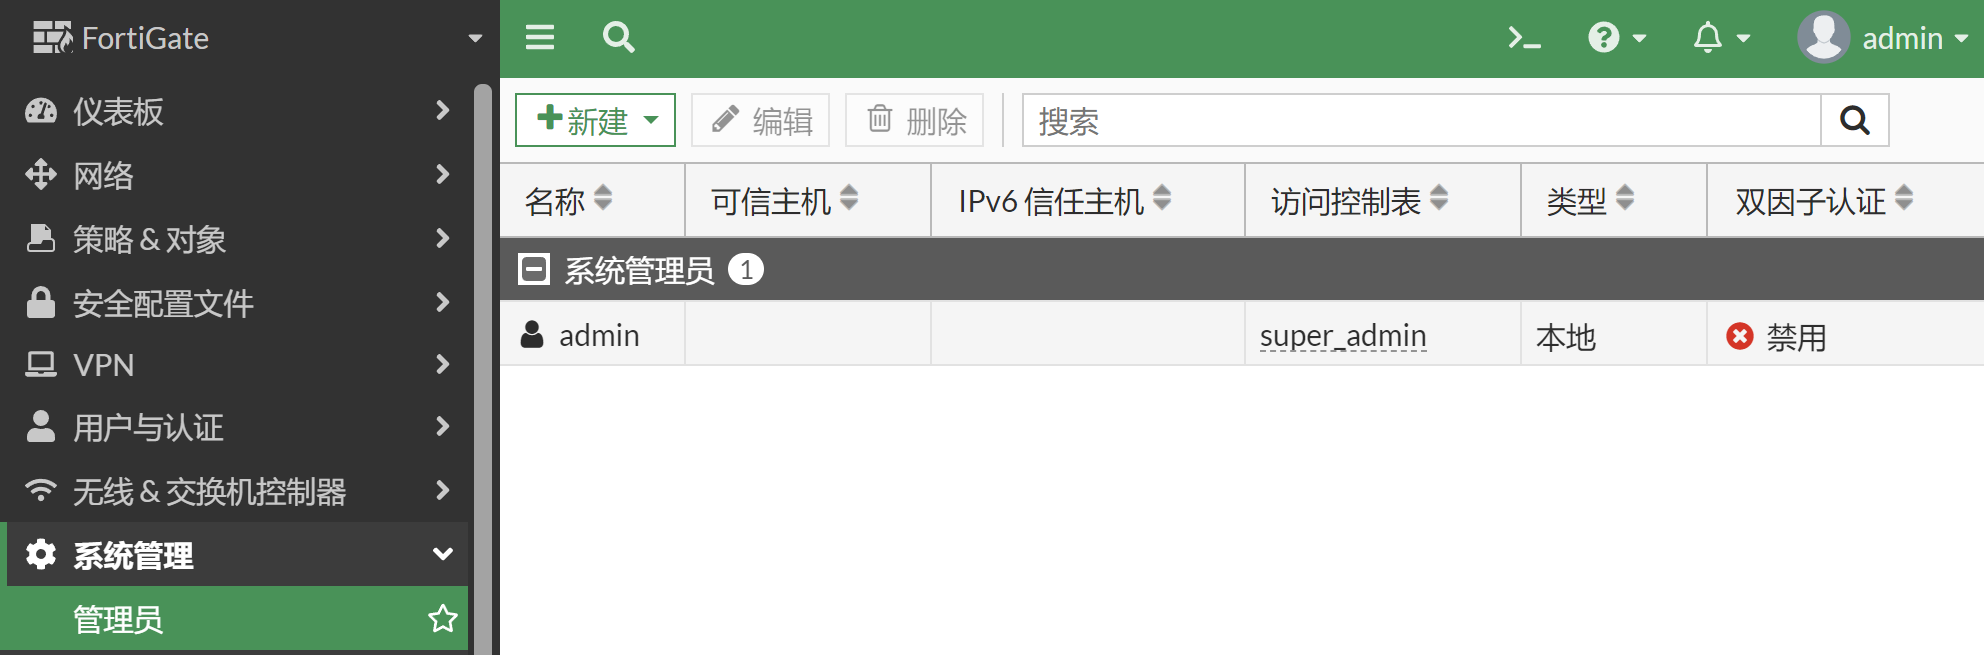 FortiGate
admin
仪表板
网络
策略 & 对象
安全配置文件
VPN
用户与认证
无线 & 交换机控制器
系统管理
管理员
新建 编辑 删除 搜索
名称 可信主机 IPv6 信任主机 访问控制表 类型 双因子认证
系统管理员 1
admin super_admin 本地 禁用